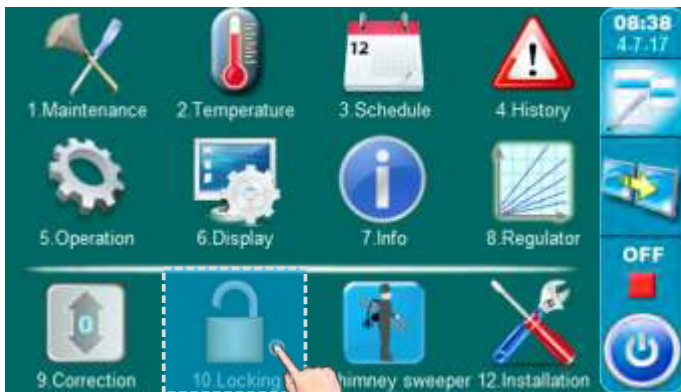 08:38
4.7.17
12
1.Maintenance
2.Temperature
3.Schedule
4.History
5.Operation
6.Display
7.Info
8.Regulator
OFF
0
9.Correction
10.Locking
himney sweeper
12.Installation